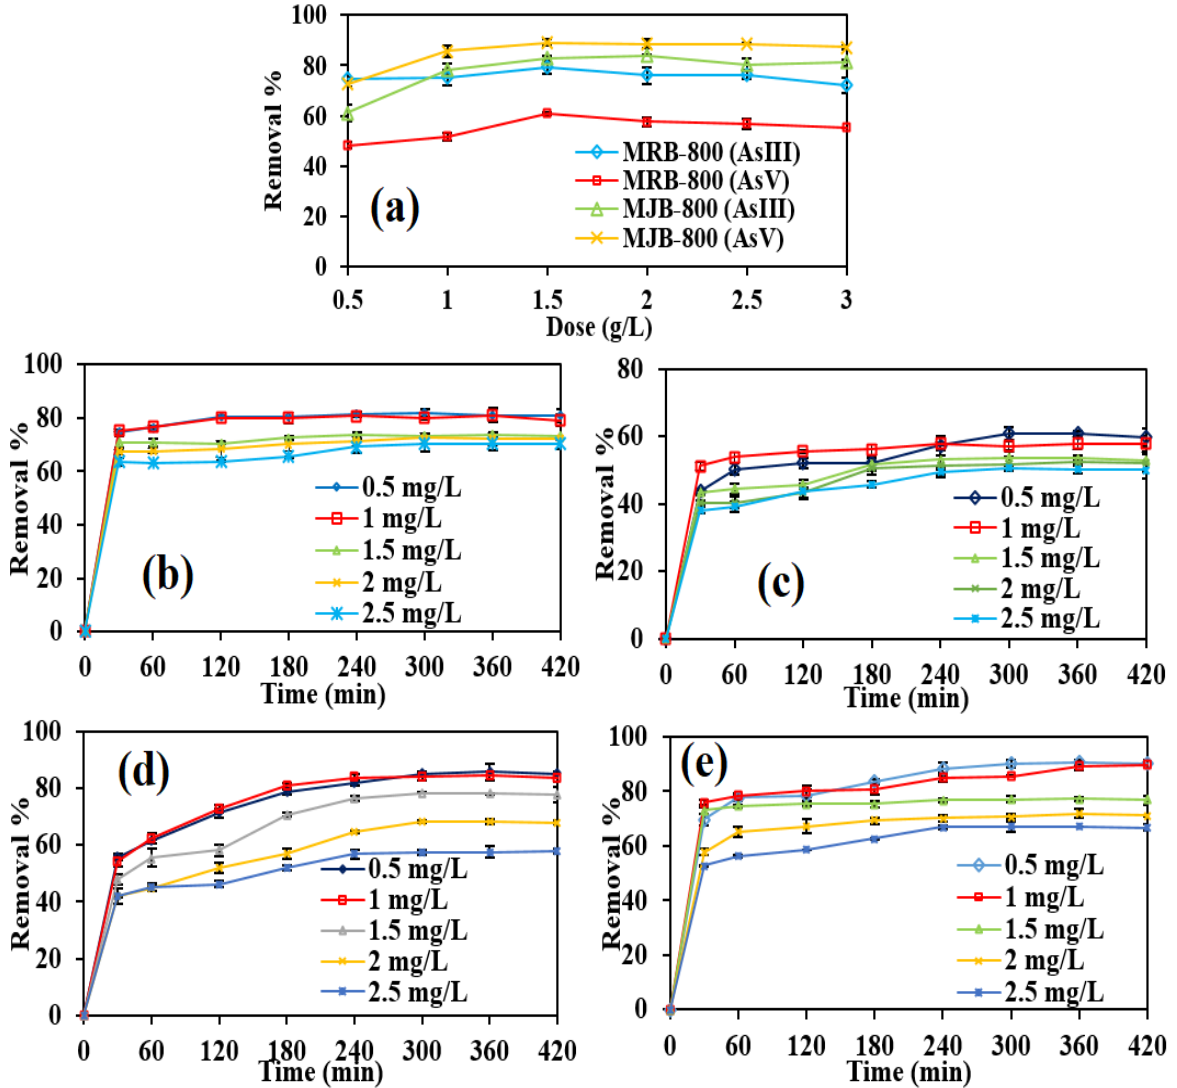 100
80
60
40
20
0
Removal %
(a)
MRB-800 (AsIII)
MRB-800 (AsV)
MJB-800 (AsIII)
MJB-800 (AsV)
0.5 1 1.5 2 2.5 3
Dose (g/L)
100
80
60
40
20
0
Removal %
(b)
0.5 mg/L
1 mg/L
1.5 mg/L
2 mg/L
2.5 mg/L
0 60 120 180 240 300 360 420
Time (min)
80
60
40
20
0
Removal %
(c)
0.5 mg/L
1 mg/L
1.5 mg/L
2 mg/L
2.5 mg/L
0 60 120 180 240 300 360 420
Time (min)
100
80
60
40
20
0
Removal %
(d)
0.5 mg/L
1 mg/L
1.5 mg/L
2 mg/L
2.5 mg/L
0 60 120 180 240 300 360 420
Time (min)
100
80
60
40
20
0
Removal %
(e)
0.5 mg/L
1 mg/L
1.5 mg/L
2 mg/L
2.5 mg/L
0 60 120 180 240 300 360 420
Time (min)